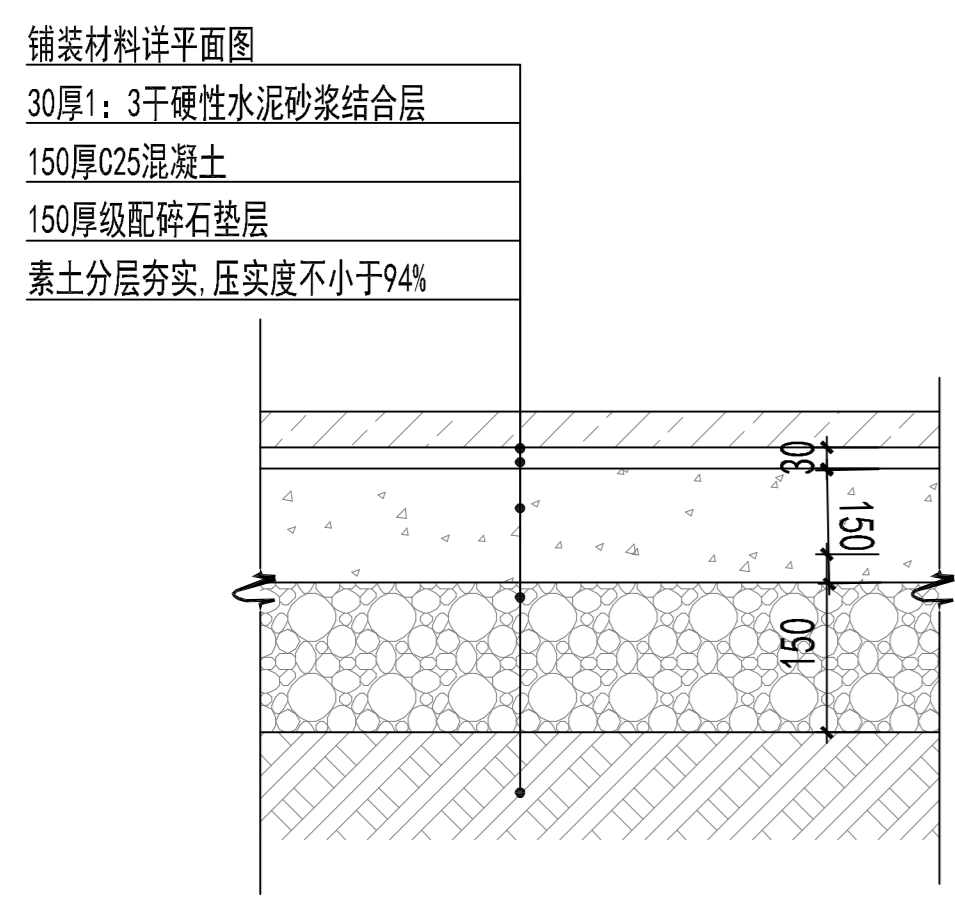 铺装材料详平面图
30厚1：3干硬性水泥砂浆结合层
150厚C25混凝土
150厚级配碎石垫层
素土分层夯实,压实度不小于94%
30
150
150